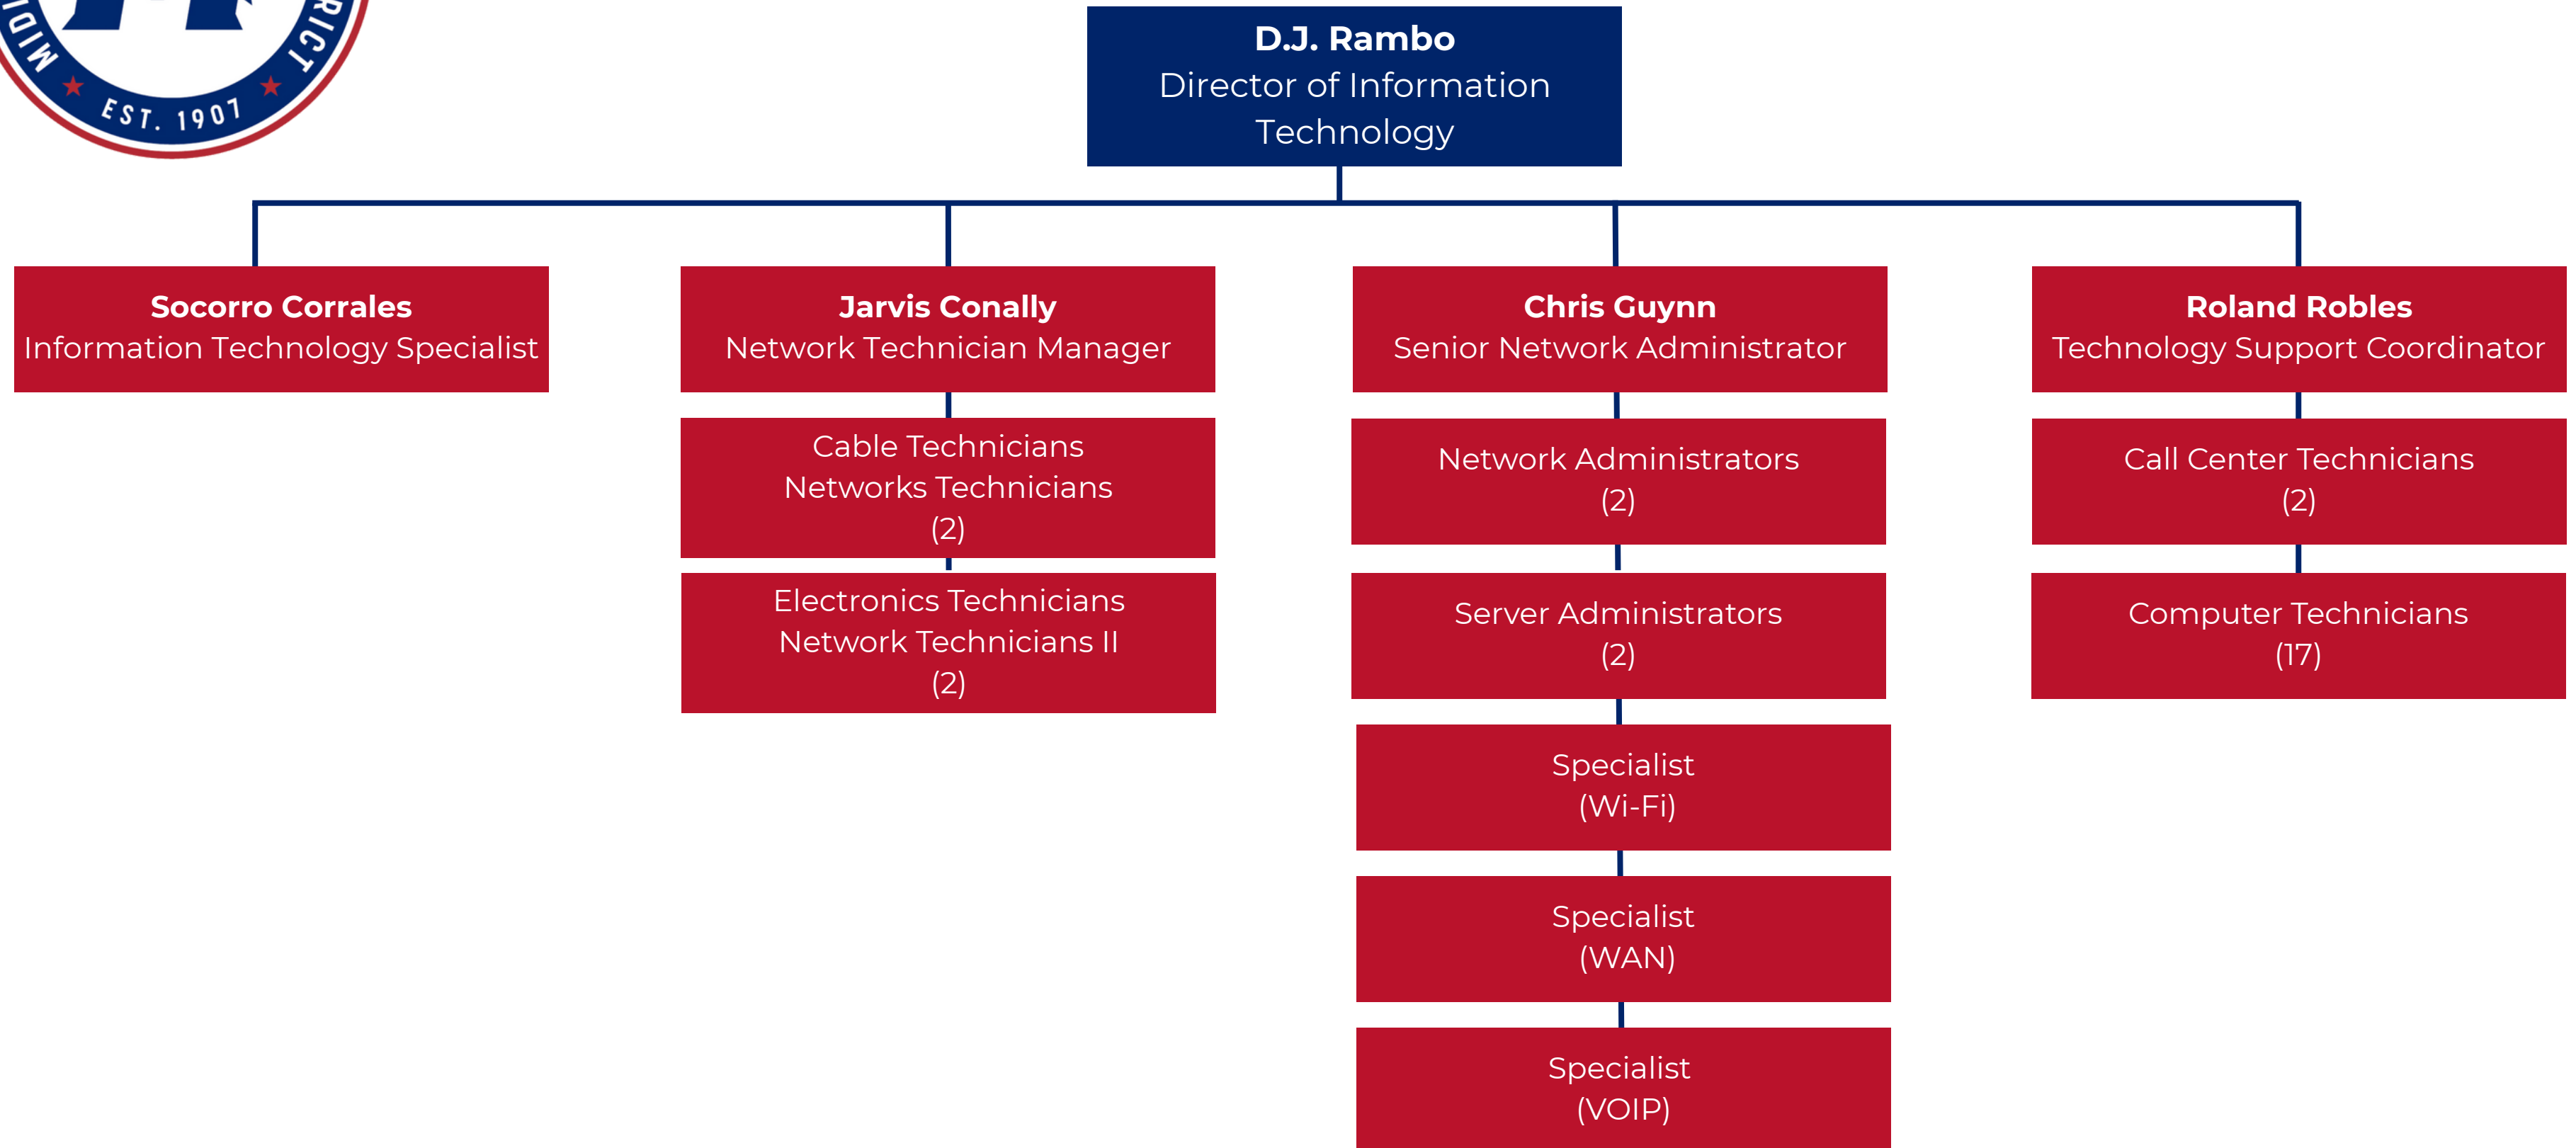 EST. 1907
D.J. Rambo
Director of Information
Technology
Socorro Corrales
Information Technology Specialist
Jarvis Conally
Network Technician Manager
Cable Technicians
Networks Technicians
(2)
Electronics Technicians
Network Technicians II
(2)
Chris Guynn
Senior Network Administrator
Network Administrators
(2)
Server Administrators
(2)
Specialist
(Wi-Fi)
Specialist
(WAN)
Specialist
(VOIP)
Roland Robles
Technology Support Coordinator
Call Center Technicians
(2)
Computer Technicians
(17)